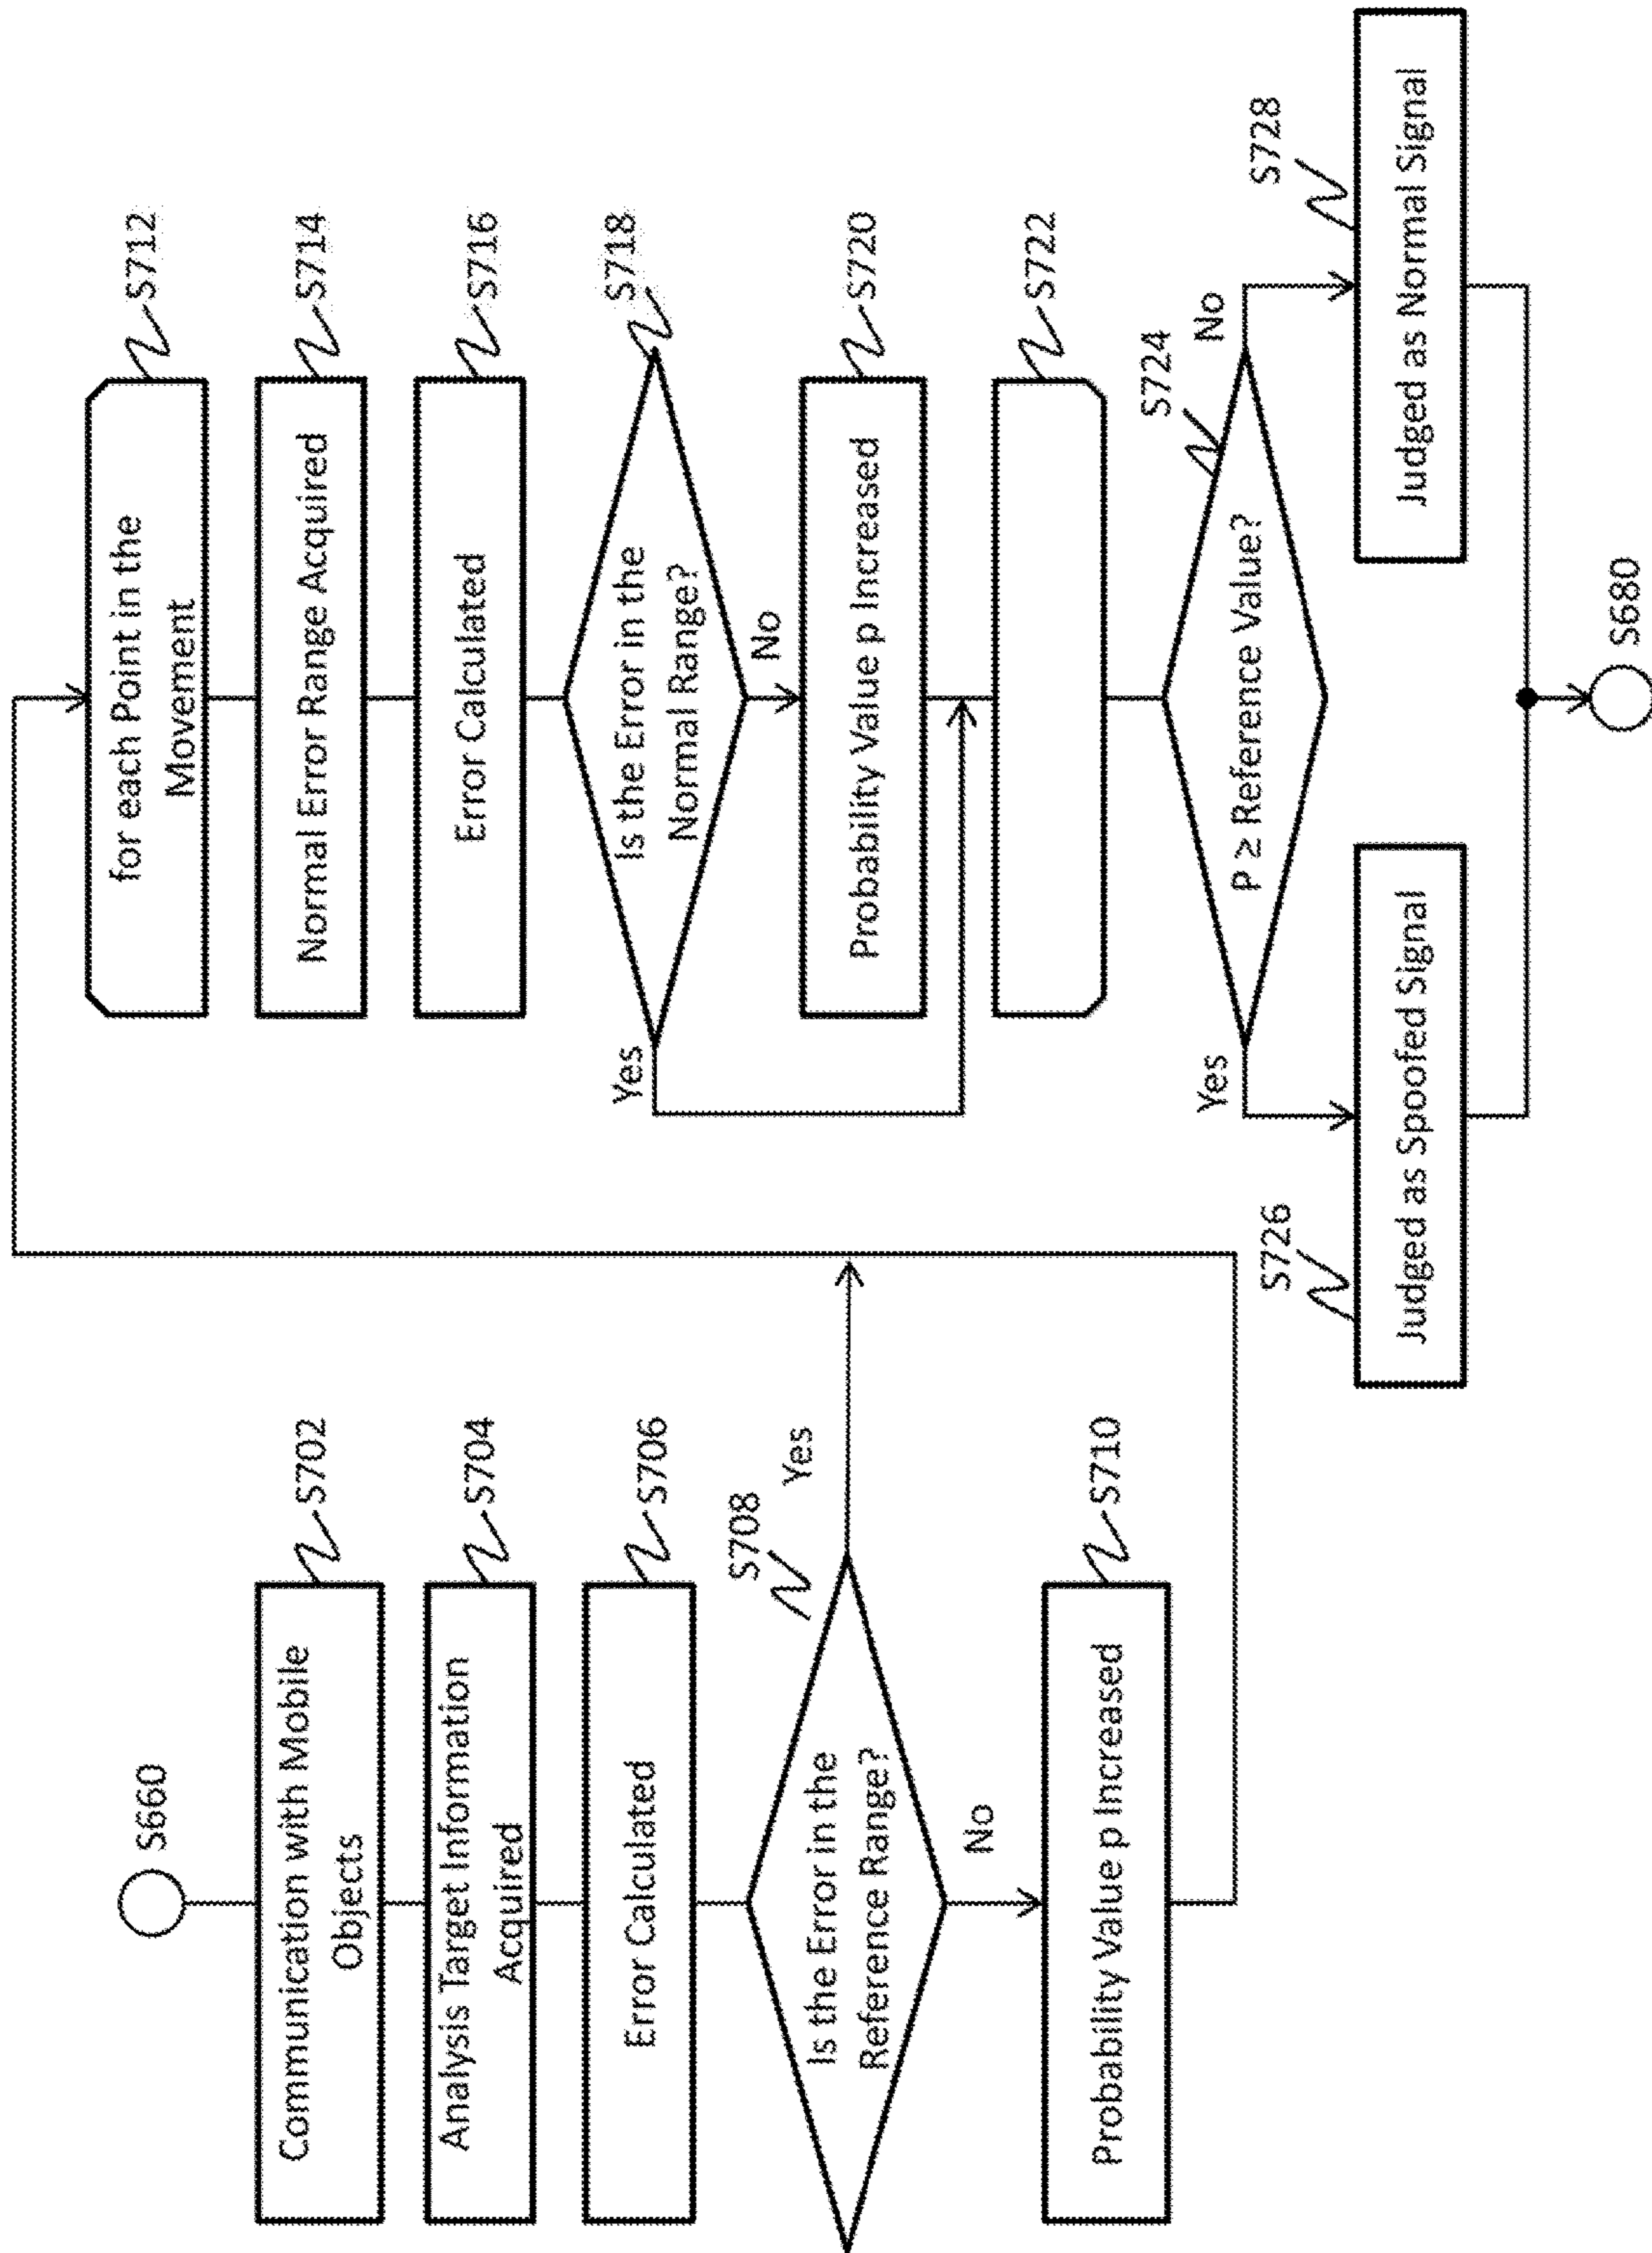 S660
Communication with Mobile
Objects
S702
Analysis Target Information
Acquired
S704
Error Calculated
S706
Is the Error in the
Reference Range?
S708
Yes
No
Probability Value p Increased
S710
for each Point in the
Movement
S712
Normal Error Range Acquired
S714
Error Calculated
S716
Is the Error in the
Normal Range?
S718
Yes
No
Probability Value p Increased
S720
S722
P ≥ Reference Value?
S724
Yes
No
Judged as Spoofed Signal
S726
Judged as Normal Signal
S728
S680